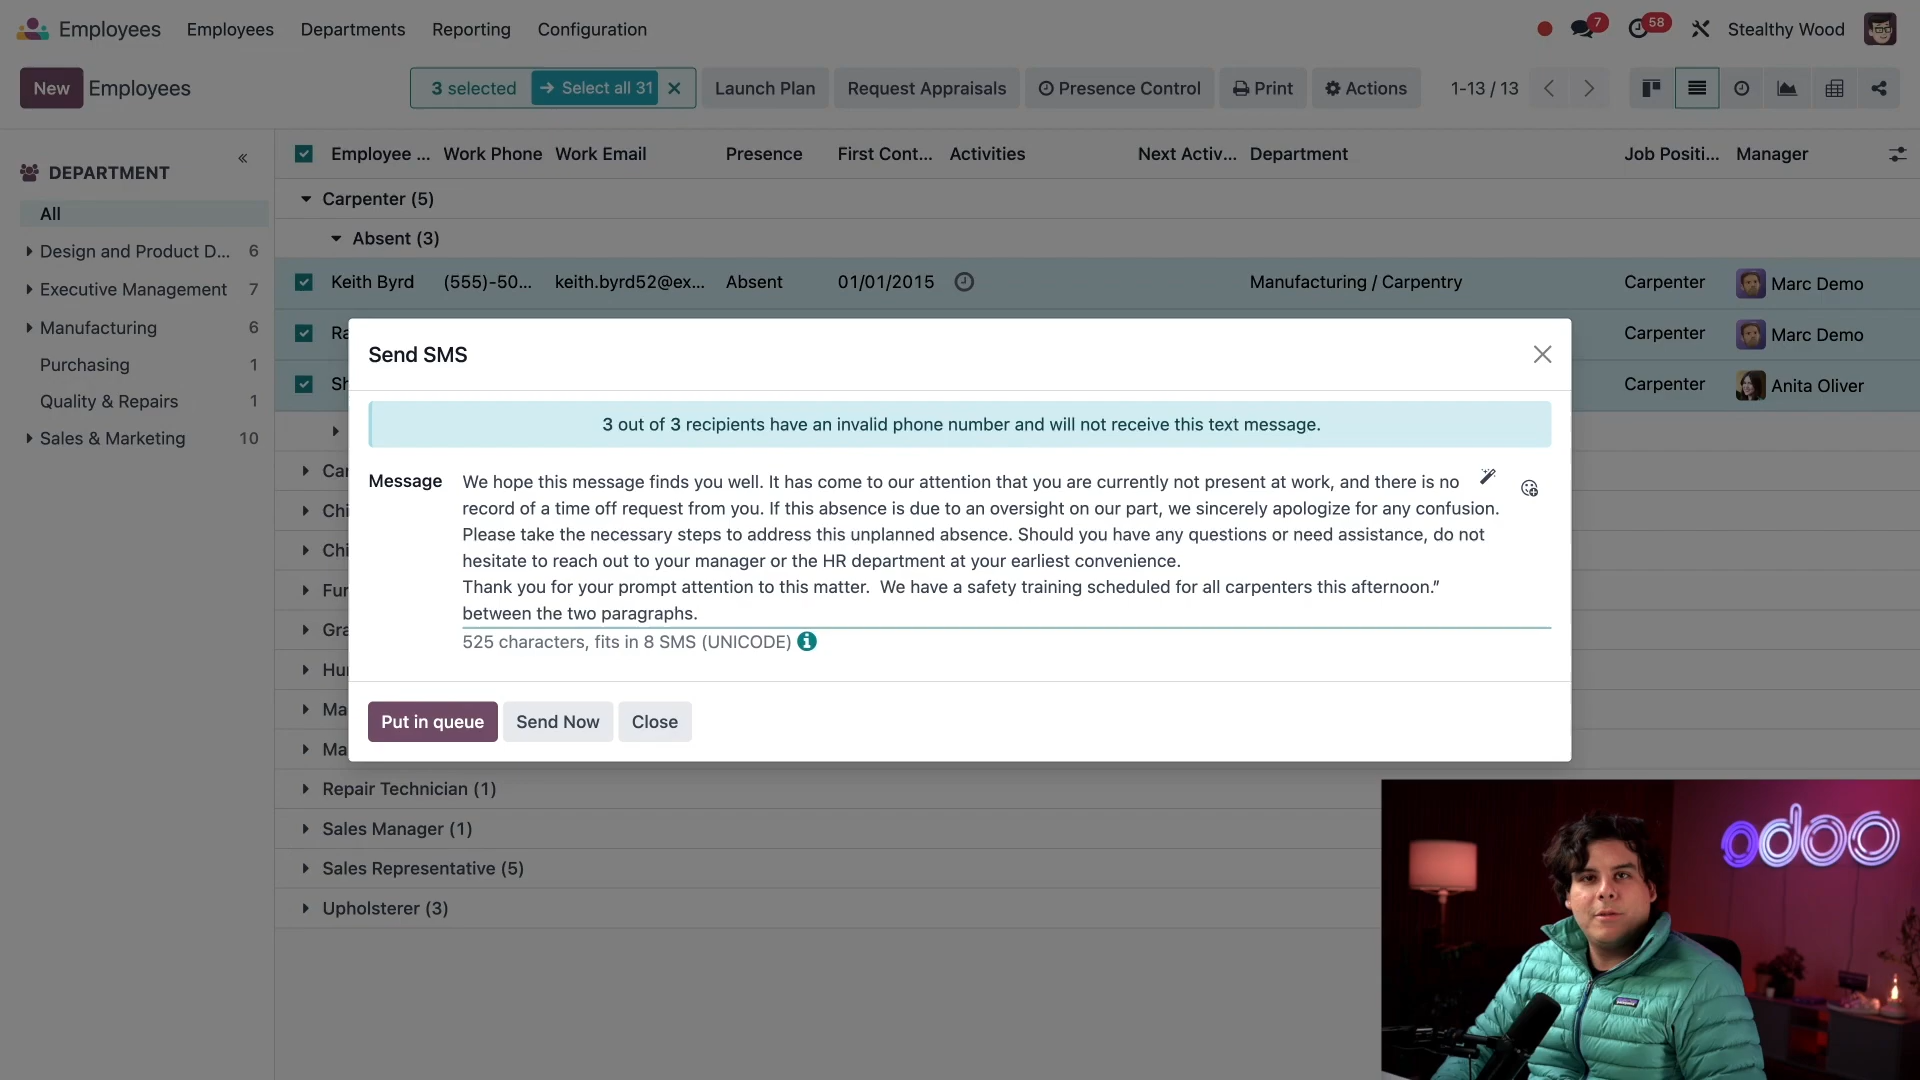 Employees Employees Departments Reporting Configuration 7 58 Stealthy Wood
New Employees 3 selected Select all 31 Launch Plan Request Appraisals Presence Control Print Actions 1-13 / 13
DEPARTMENT
All
Design and Product D... 6
Executive Management 7
Manufacturing 6
Purchasing 1
Quality & Repairs 1
Sales & Marketing 10
Employee ... Work Phone Work Email Presence First Cont... Activities Next Activ... Department Job Positi... Manager
Carpenter (5)
Absent (3)
Keith Byrd (555)-50... keith.byrd52@ex... Absent 01/01/2015 Manufacturing / Carpentry Carpenter Marc Demo
Ra Carpenter Marc Demo
Sh Carpenter Anita Oliver
Send SMS
3 out of 3 recipients have an invalid phone number and will not receive this text message.
Message
We hope this message finds you well. It has come to our attention that you are currently not present at work, and there is no
record of a time off request from you. If this absence is due to an oversight on our part, we sincerely apologize for any confusion.
Please take the necessary steps to address this unplanned absence. Should you have any questions or need assistance, do not
hesitate to reach out to your manager or the HR department at your earliest convenience.
Thank you for your prompt attention to this matter.  We have a safety training scheduled for all carpenters this afternoon.”
between the two paragraphs.
525 characters, fits in 8 SMS (UNICODE)
Put in queue Send Now Close
Ca
Chi
Chi
Fur
Gra
Hu
Ma
Ma
Repair Technician (1)
Sales Manager (1)
Sales Representative (5)
Upholsterer (3)
odoo